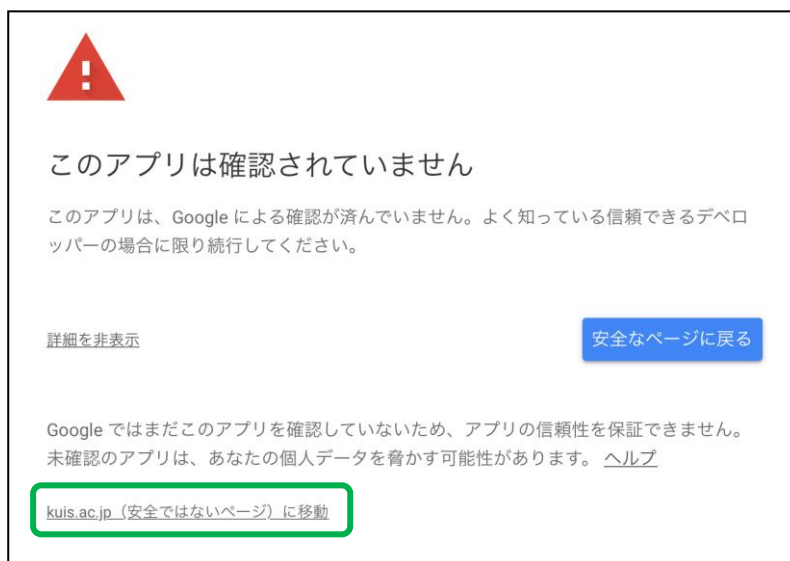 このアプリは確認されていません
このアプリは、Google による確認が済んでいません。よく知っている信頼できるデベロ
ッパーの場合に限り続行してください。
詳細を非表示
安全なページに戻る
Google ではまだこのアプリを確認していないため、アプリの信頼性を保証できません。
未確認のアプリは、あなたの個人データを脅かす可能性があります。 ヘルプ
kuis.ac.jp（安全ではないページ）に移動